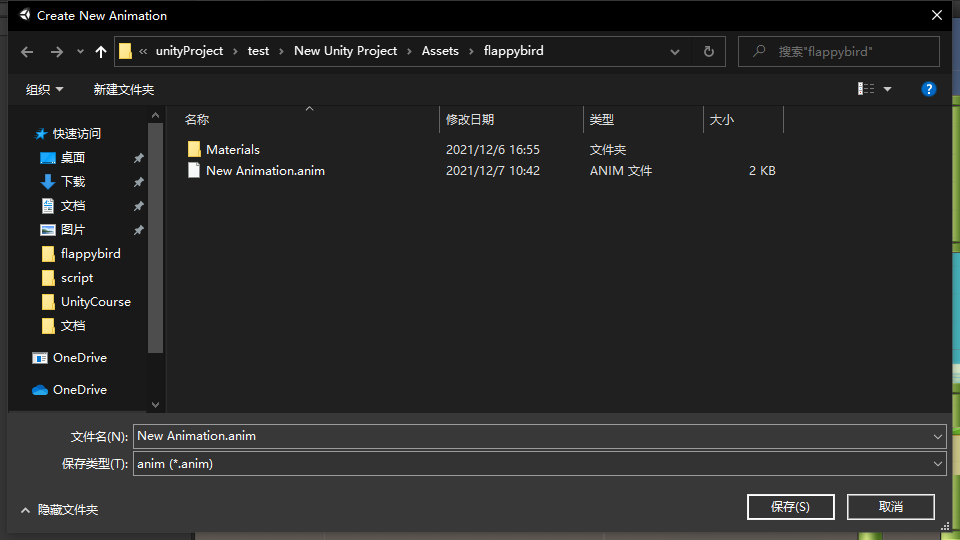 Create New Animation
« unityProject › test › New Unity Project › Assets › flappybird
搜索"flappybird"
组织 新建文件夹
?
名称 修改日期 类型 大小
快速访问
桌面
下载
文档
图片
flappybird
script
UnityCourse
文档
OneDrive
OneDrive
Materials 2021/12/6 16:55 文件夹
New Animation.anim 2021/12/7 10:42 ANIM 文件 2 KB
文件名(N): New Animation.anim
保存类型(T): anim (*.anim)
隐藏文件夹 保存(S) 取消